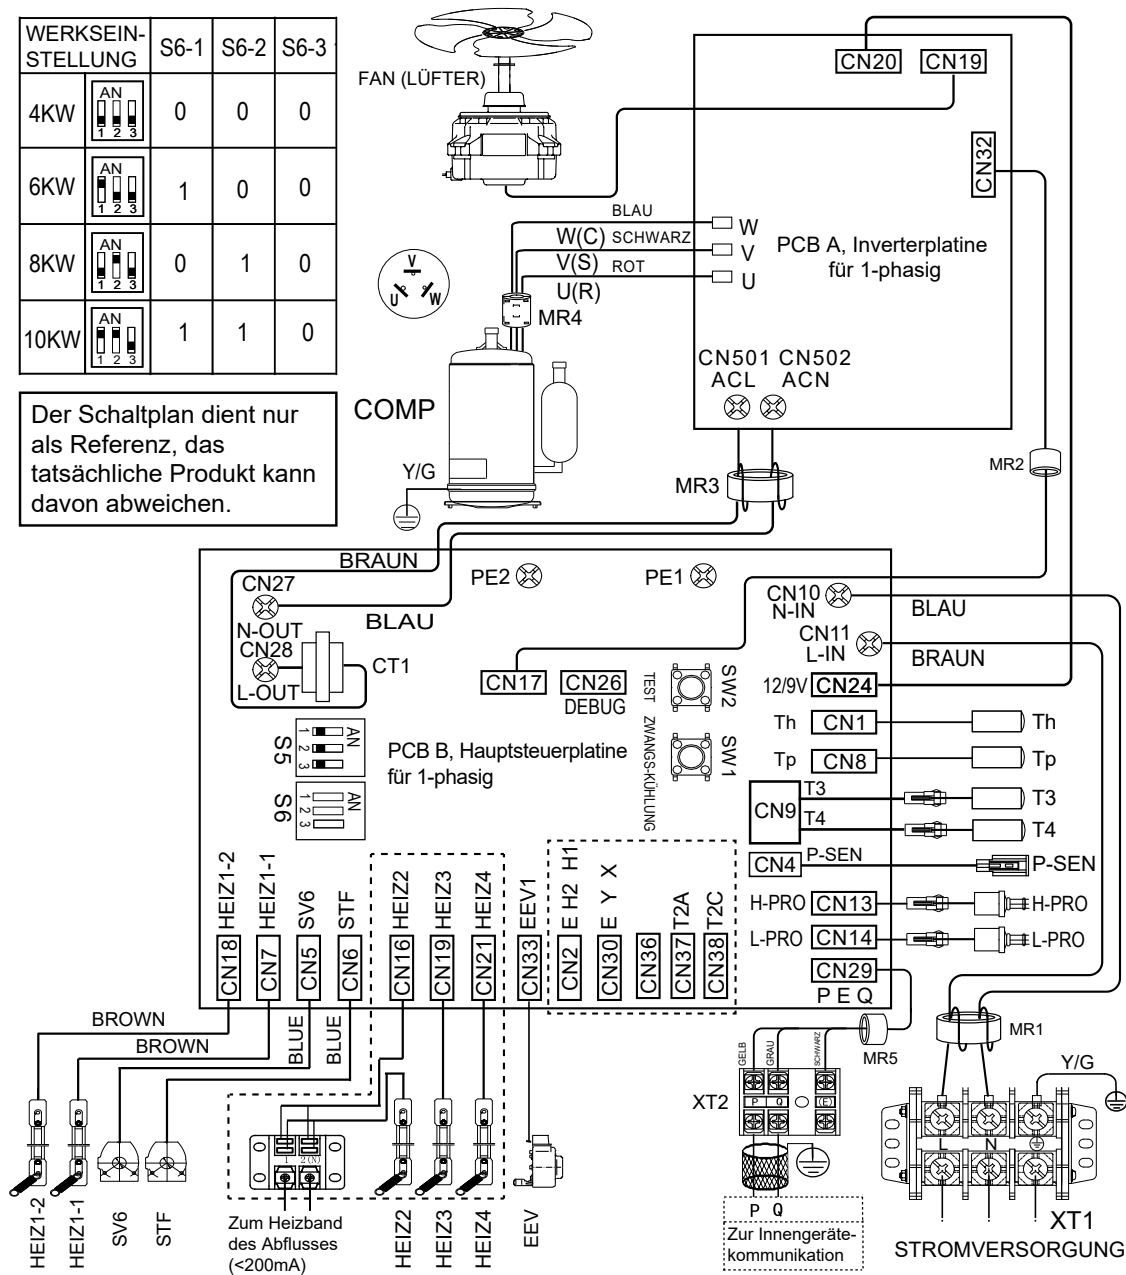 WERKSEIN-
STELLUNG
S6-1
S6-2
S6-3
4KW
AN
1 2 3
0
0
0
6KW
AN
1 2 3
1
0
0
8KW
AN
1 2 3
0
1
0
10KW
AN
1 2 3
1
1
0
Der Schaltplan dient nur
als Referenz, das
tatsächliche Produkt kann
davon abweichen.
FAN (LÜFTER)
CN20
CN19
CN32
BLAU
W(C) SCHWARZ
V(S) ROT
U(R)
W
V
U
PCB A, Inverterplatine
für 1-phasig
V
U
W
MR4
COMP
Y/G
CN501
ACL
CN502
ACN
MR3
MR2
BRAUN
CN27
N-OUT
BLAU
CN28
L-OUT
CT1
PE2
PE1
CN10
N-IN
BLAU
CN11
L-IN
BRAUN
CN17
CN26
DEBUG
TEST
SW2
ZWANGS-KÜHLUNG
SW1
12/9V
CN24
Th
CN1
Th
Tp
CN8
Tp
S5
AN
1
2
3
S6
AN
1
2
3
PCB B, Hauptsteuerplatine
für 1-phasig
CN9
T3
T3
T4
T4
CN4
P-SEN
P-SEN
H-PRO
CN13
H-PRO
L-PRO
CN14
L-PRO
CN29
P E Q
CN18 HEIZ1-2
CN7 HEIZ1-1
CN5 SV6
CN6 STF
CN16 HEIZ2
CN19 HEIZ3
CN21 HEIZ4
CN33 EEV1
CN2 E H2 H1
CN30 E Y X
CN36
CN37 T2A
CN38 T2C
BROWN
BROWN
BLUE
BLUE
HEIZ1-2
HEIZ1-1
SV6
STF
Zum Heizband
des Abflusses
(<200mA)
HEIZ2
HEIZ3
HEIZ4
EEV
GELB
GRAU
SCHWARZ
MR5
XT2
P
Q
(E)
P Q
Zur Innengeräte-
kommunikation
MR1
Y/G
L
N
XT1
STROMVERSORGUNG